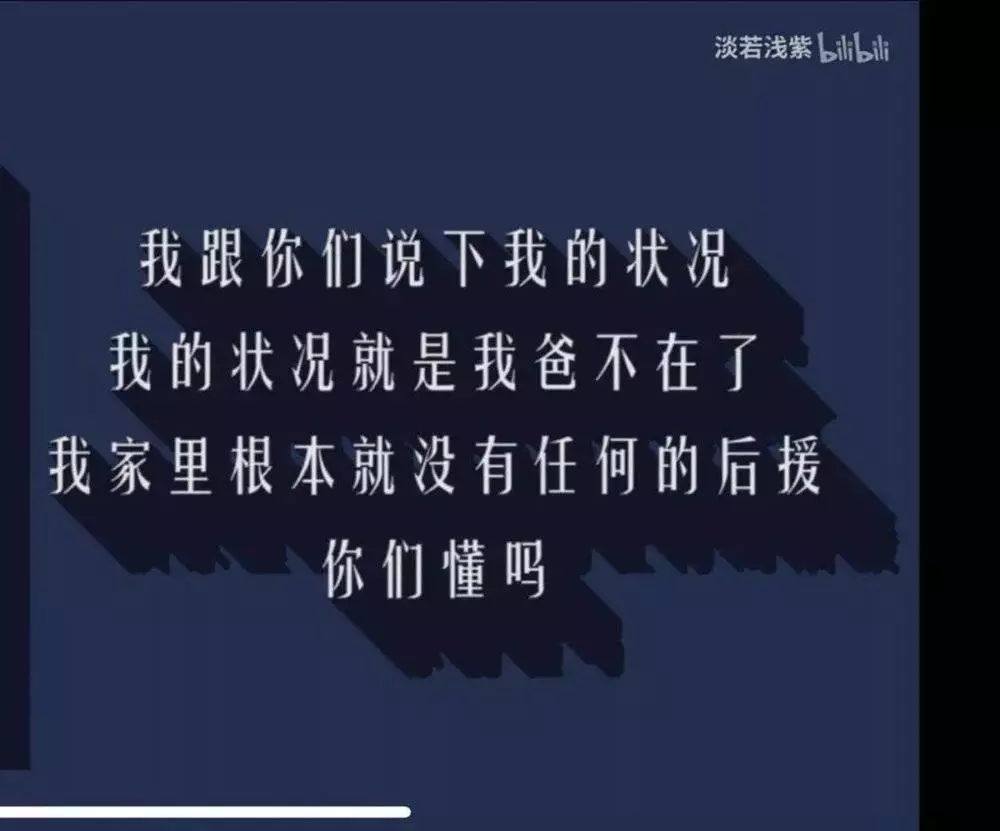 淡若浅紫 bilibili
我跟你们说下我的状况
我的状况就是我爸不在了
我家里根本就没有任何的后援
你们懂吗